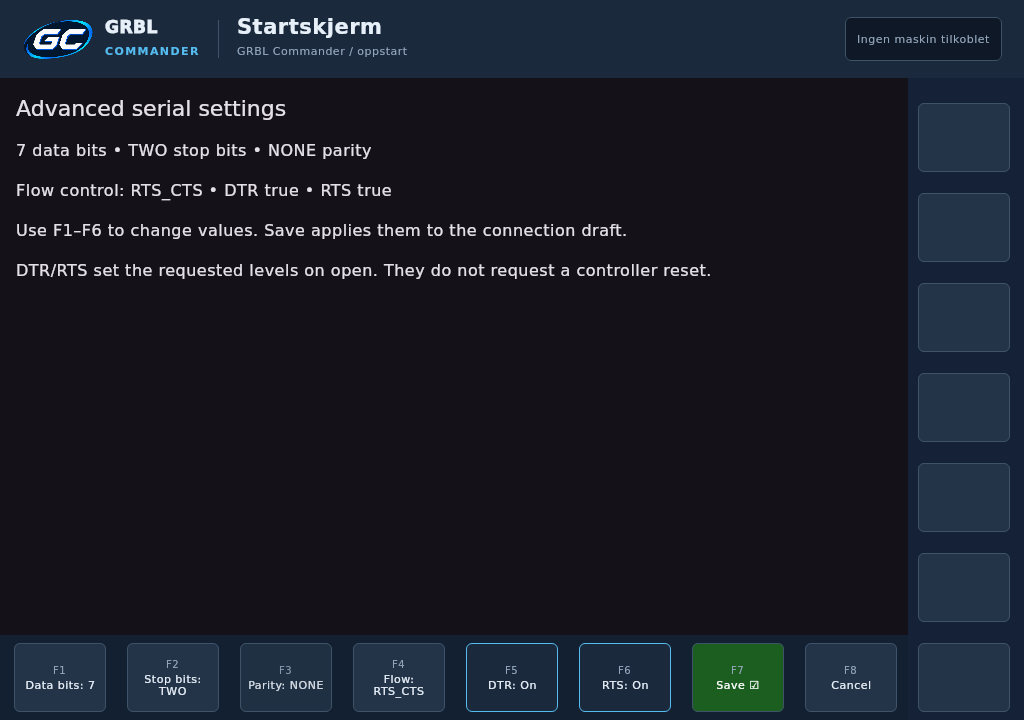 GC
GRBL
COMMANDER
Startskjerm
GRBL Commander / oppstart
Ingen maskin tilkoblet
Advanced serial settings
7 data bits • TWO stop bits • NONE parity
Flow control: RTS_CTS • DTR true • RTS true
Use F1–F6 to change values. Save applies them to the connection draft.
DTR/RTS set the requested levels on open. They do not request a controller reset.
F1
Data bits: 7
F2
Stop bits:
TWO
F3
Parity: NONE
F4
Flow:
RTS_CTS
F5
DTR: On
F6
RTS: On
F7
Save ☑
F8
Cancel